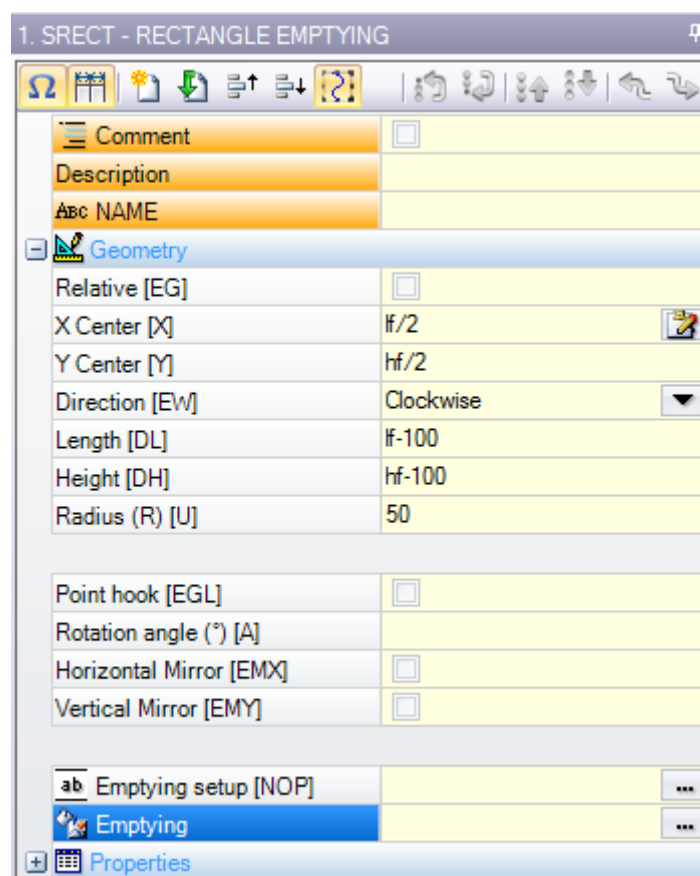 1. SRECT - RECTANGLE EMPTYING
Comment
Description
ABC NAME
Geometry
Relative [EG]
X Center [X] lf/2
Y Center [Y] hf/2
Direction [EW] Clockwise
Length [DL] lf-100
Height [DH] hf-100
Radius (R) [U] 50
Point hook [EGL]
Rotation angle (°) [A]
Horizontal Mirror [EMX]
Vertical Mirror [EMY]
ab Emptying setup [NOP] ...
Emptying ...
Properties